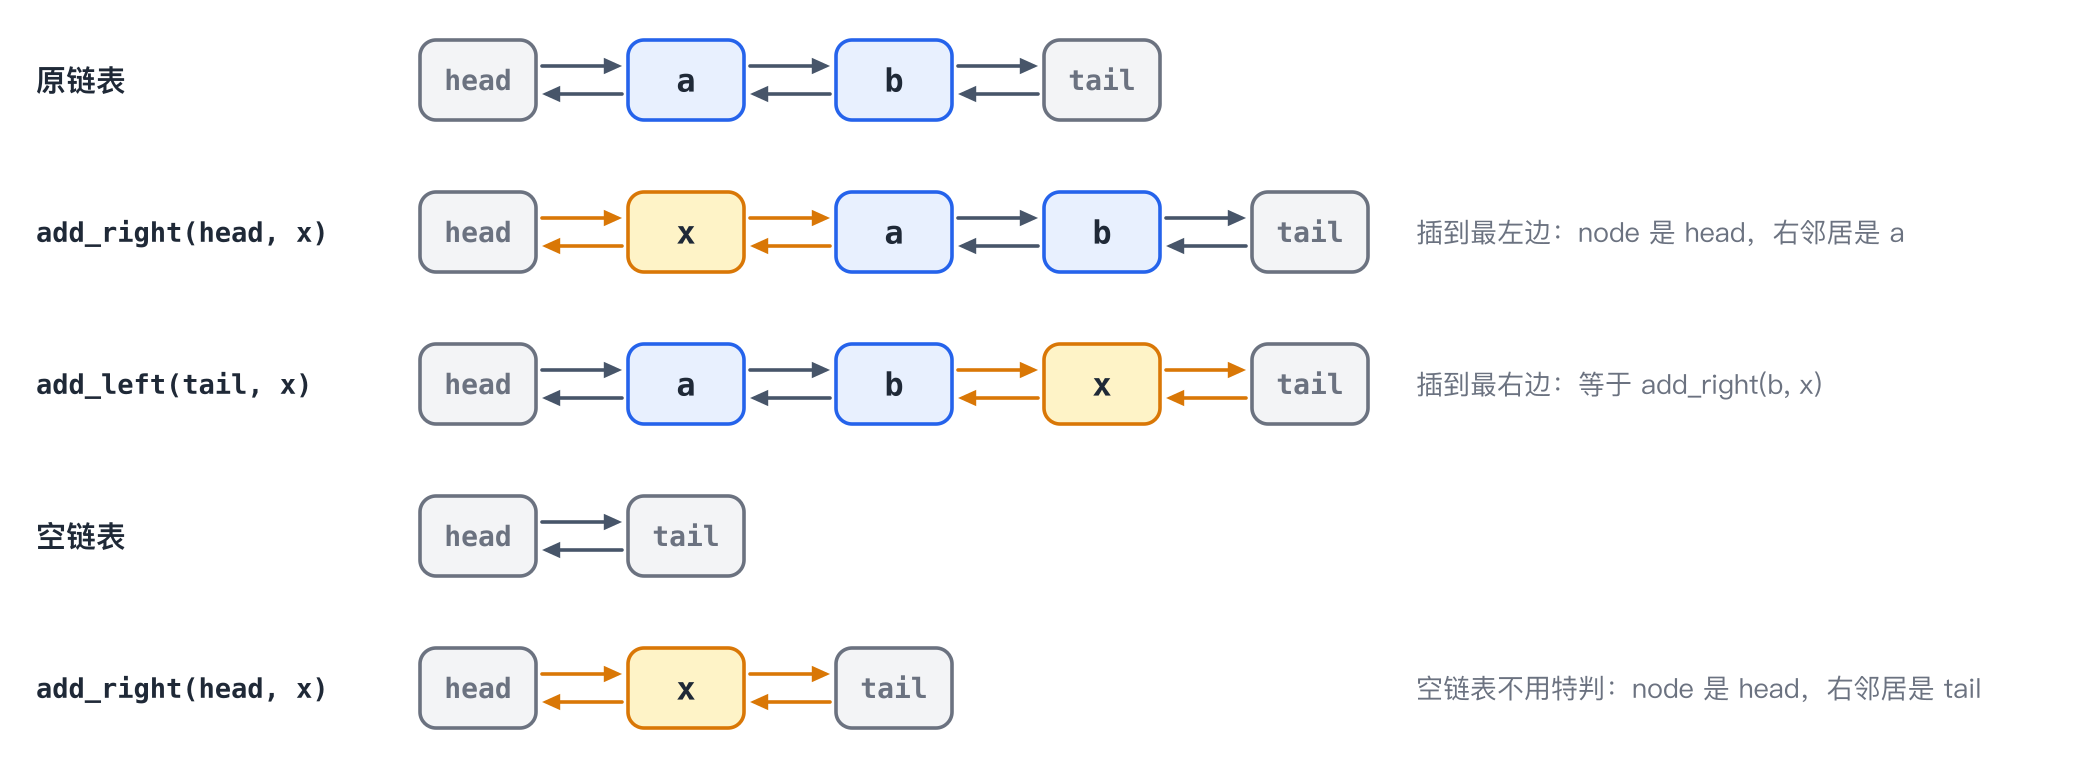 原链表 head a b tail
add_right(head, x) head x a b tail 插到最左边：node 是 head，右邻居是 a
add_left(tail, x) head a b x tail 插到最右边：等于 add_right(b, x)
空链表 head tail
add_right(head, x) head x tail 空链表不用特判：node 是 head，右邻居是 tail